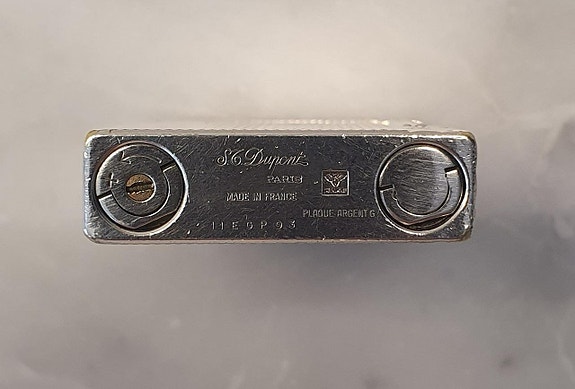 S.T. Dupont
PARIS
MADE IN FRANCE
PLAQUE ARGENT G
11EGP93